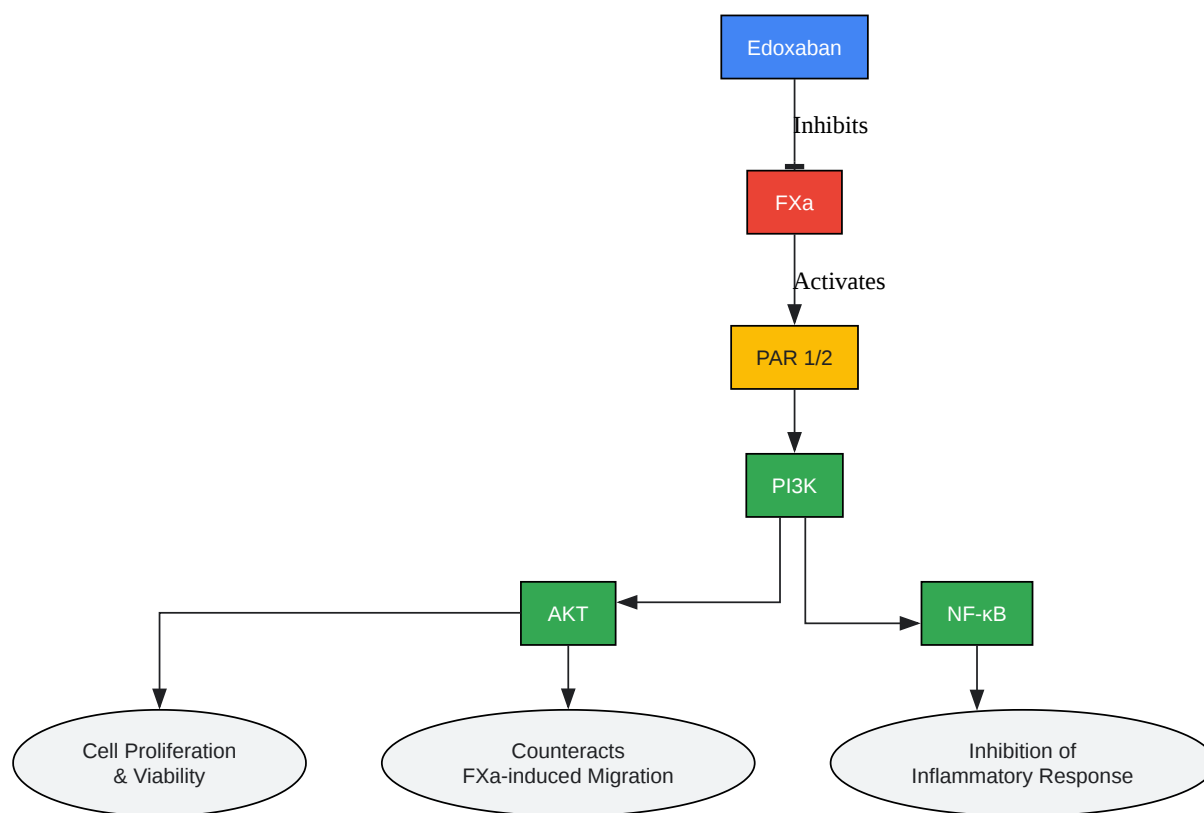 Edoxaban
Inhibits
FXa
Activates
PAR 1/2
PI3K
AKT
NF-κB
Cell Proliferation
& Viability
Counteracts
FXa-induced Migration
Inhibition of
Inflammatory Response